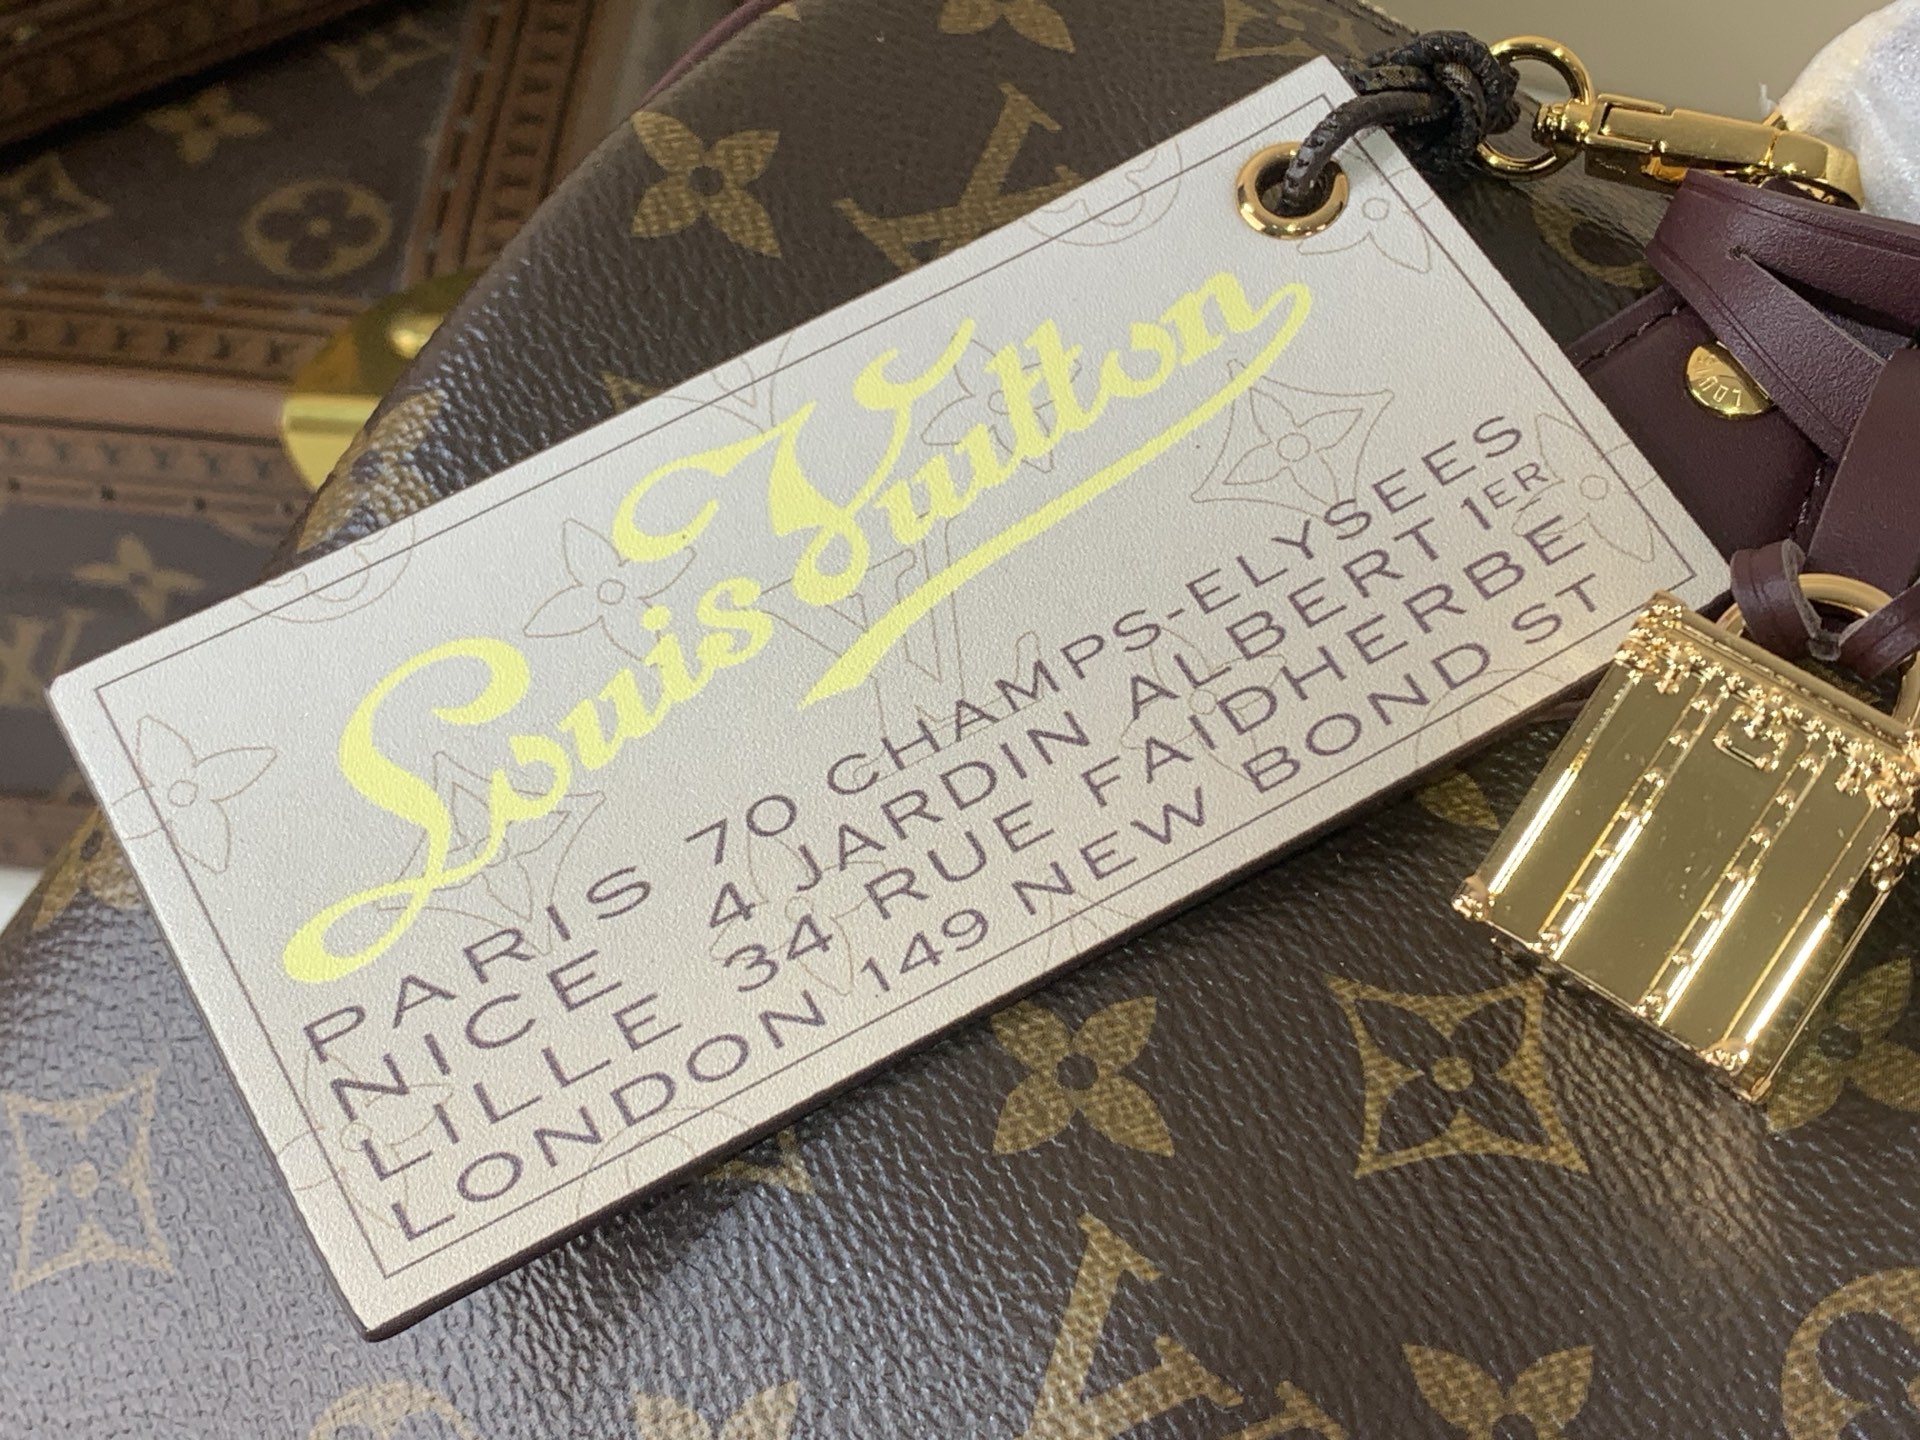 Louis Vuitton
PARIS 70 CHAMPS-ELYSEES
NICE 4 JARDIN ALBERT 1ER
LILLE 34 RUE FAIDHERBE
LONDON 149 NEW BOND ST